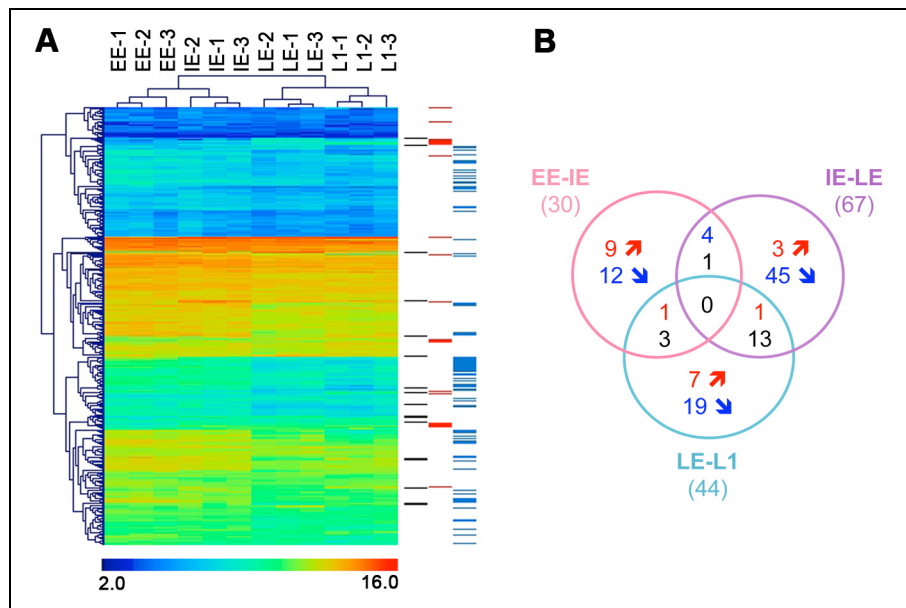 A
EE-1
EE-2
EE-3
IE-2
IE-1
IE-3
LE-2
LE-1
LE-3
L1-1
L1-2
L1-3
2.0
16.0
B
EE-IE
(30)
IE-LE
(67)
9
12
4
1
3
45
0
1
3
1
13
7
19
LE-L1
(44)